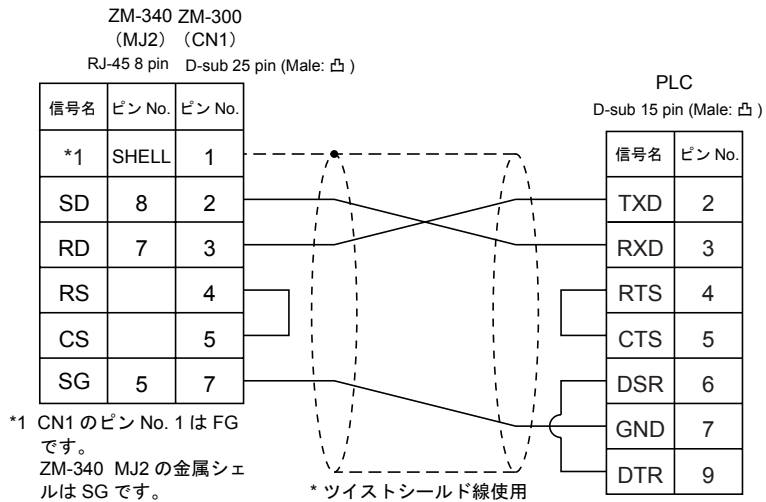 ZM-340 ZM-300
（MJ2）（CN1）
RJ-45 8 pin D-sub 25 pin (Male: 凸 )
信号名 ピン No. ピン No.
*1 SHELL 1
SD 8 2
RD 7 3
RS 4
CS 5
SG 5 7
*1 CN1 のピン No. 1 は FG
です。
ZM-340 MJ2 の金属シェ
ルは SG です。
* ツイストシールド線使用
PLC
D-sub 15 pin (Male: 凸 )
信号名 ピン No.
TXD 2
RXD 3
RTS 4
CTS 5
DSR 6
GND 7
DTR 9